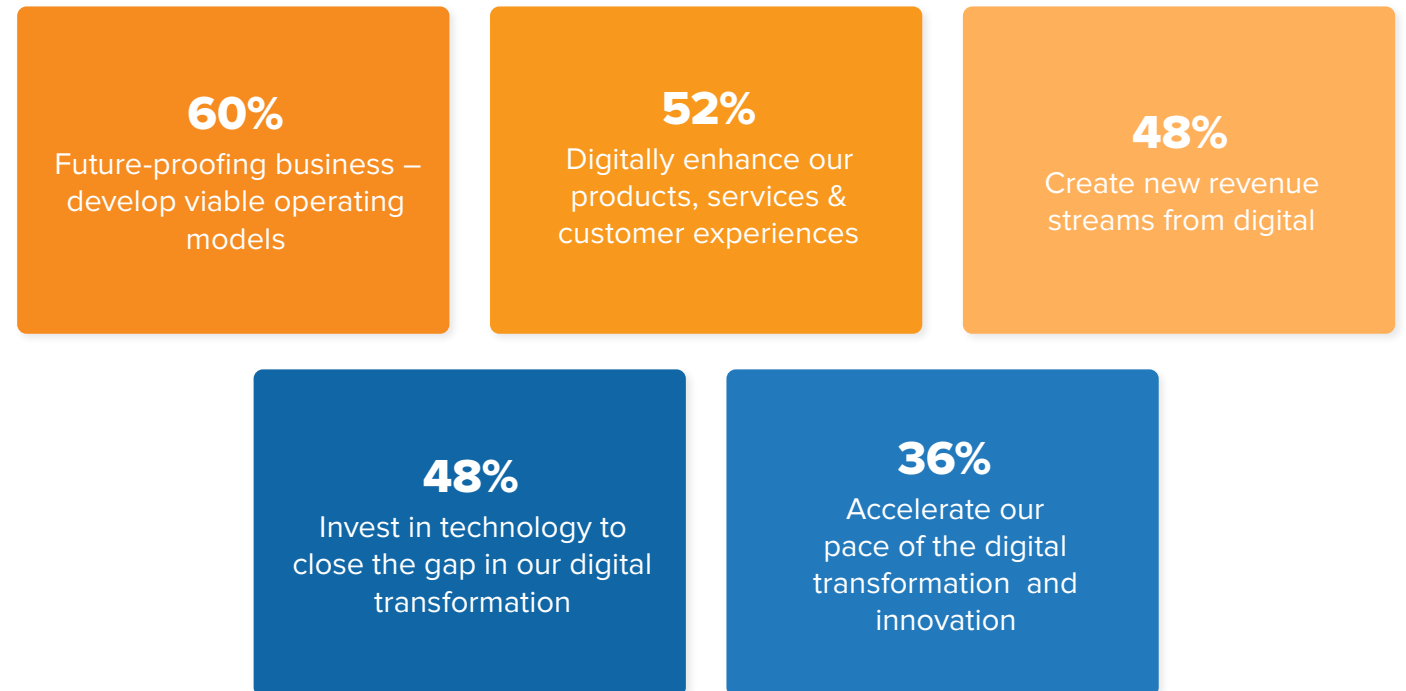 60%
Future-proofing business –
develop viable operating
models
52%
Digitally enhance our
products, services &
customer experiences
48%
Create new revenue
streams from digital
48%
Invest in technology to
close the gap in our digital
transformation
36%
Accelerate our
pace of the digital
transformation  and
innovation